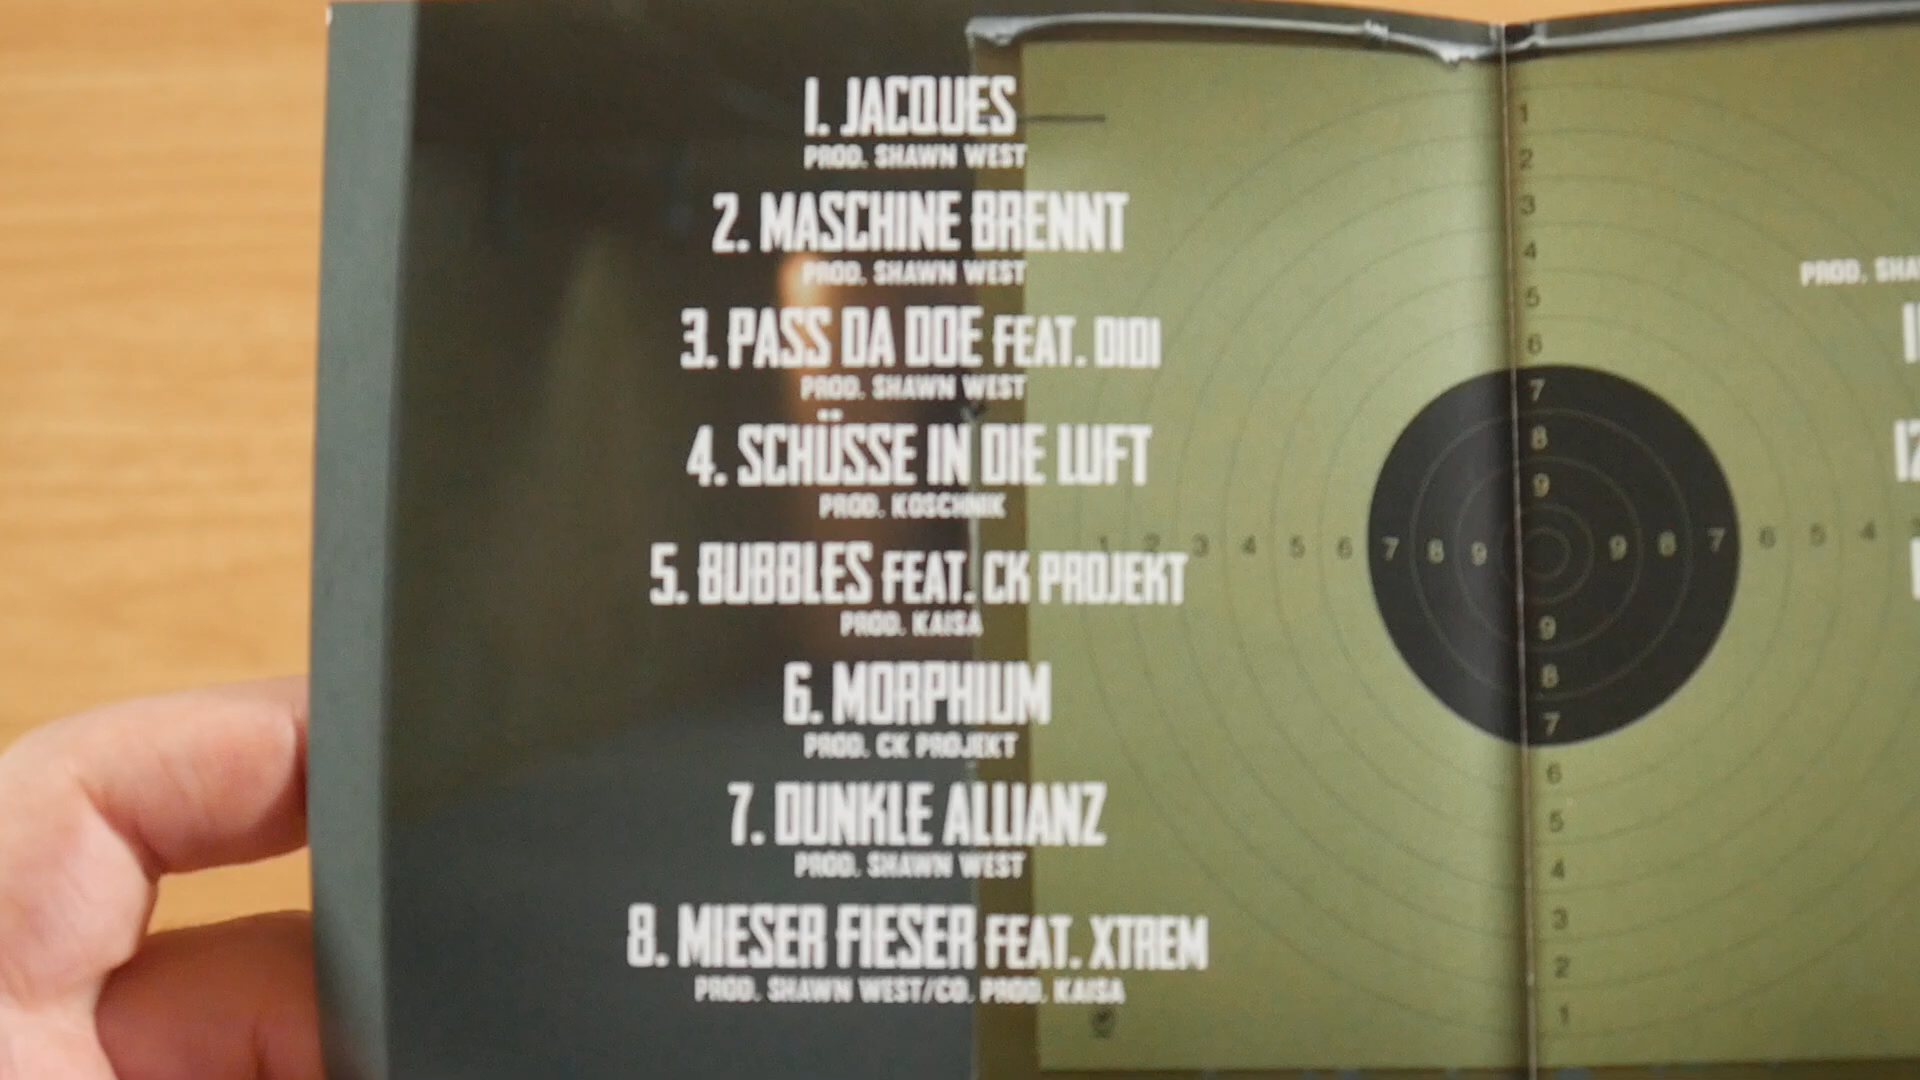 1. JACQUES
PROD. SHAWN WEST
2. MASCHINE BRENNT
PROD. SHAWN WEST
3. PASS DA DOE FEAT. DIDI
PROD. SHAWN WEST
4. SCHÜSSE IN DIE LUFT
PROD. KOSCHNIK
5. BUBBLES FEAT. CK PROJEKT
PROD. KAISA
6. MORPHIUM
PROD. CK PROJEKT
7. DUNKLE ALLIANZ
PROD. SHAWN WEST
8. MIESER FIESER FEAT. XTREM
PROD. SHAWN WEST/CO. PROD. KAISA
1
2
3
4
5
6
7
8
9
1 2 3 4 5 6 7 8 9 9 8 7 6 5 4
9
8
7
6
5
4
3
2
1
PROD.